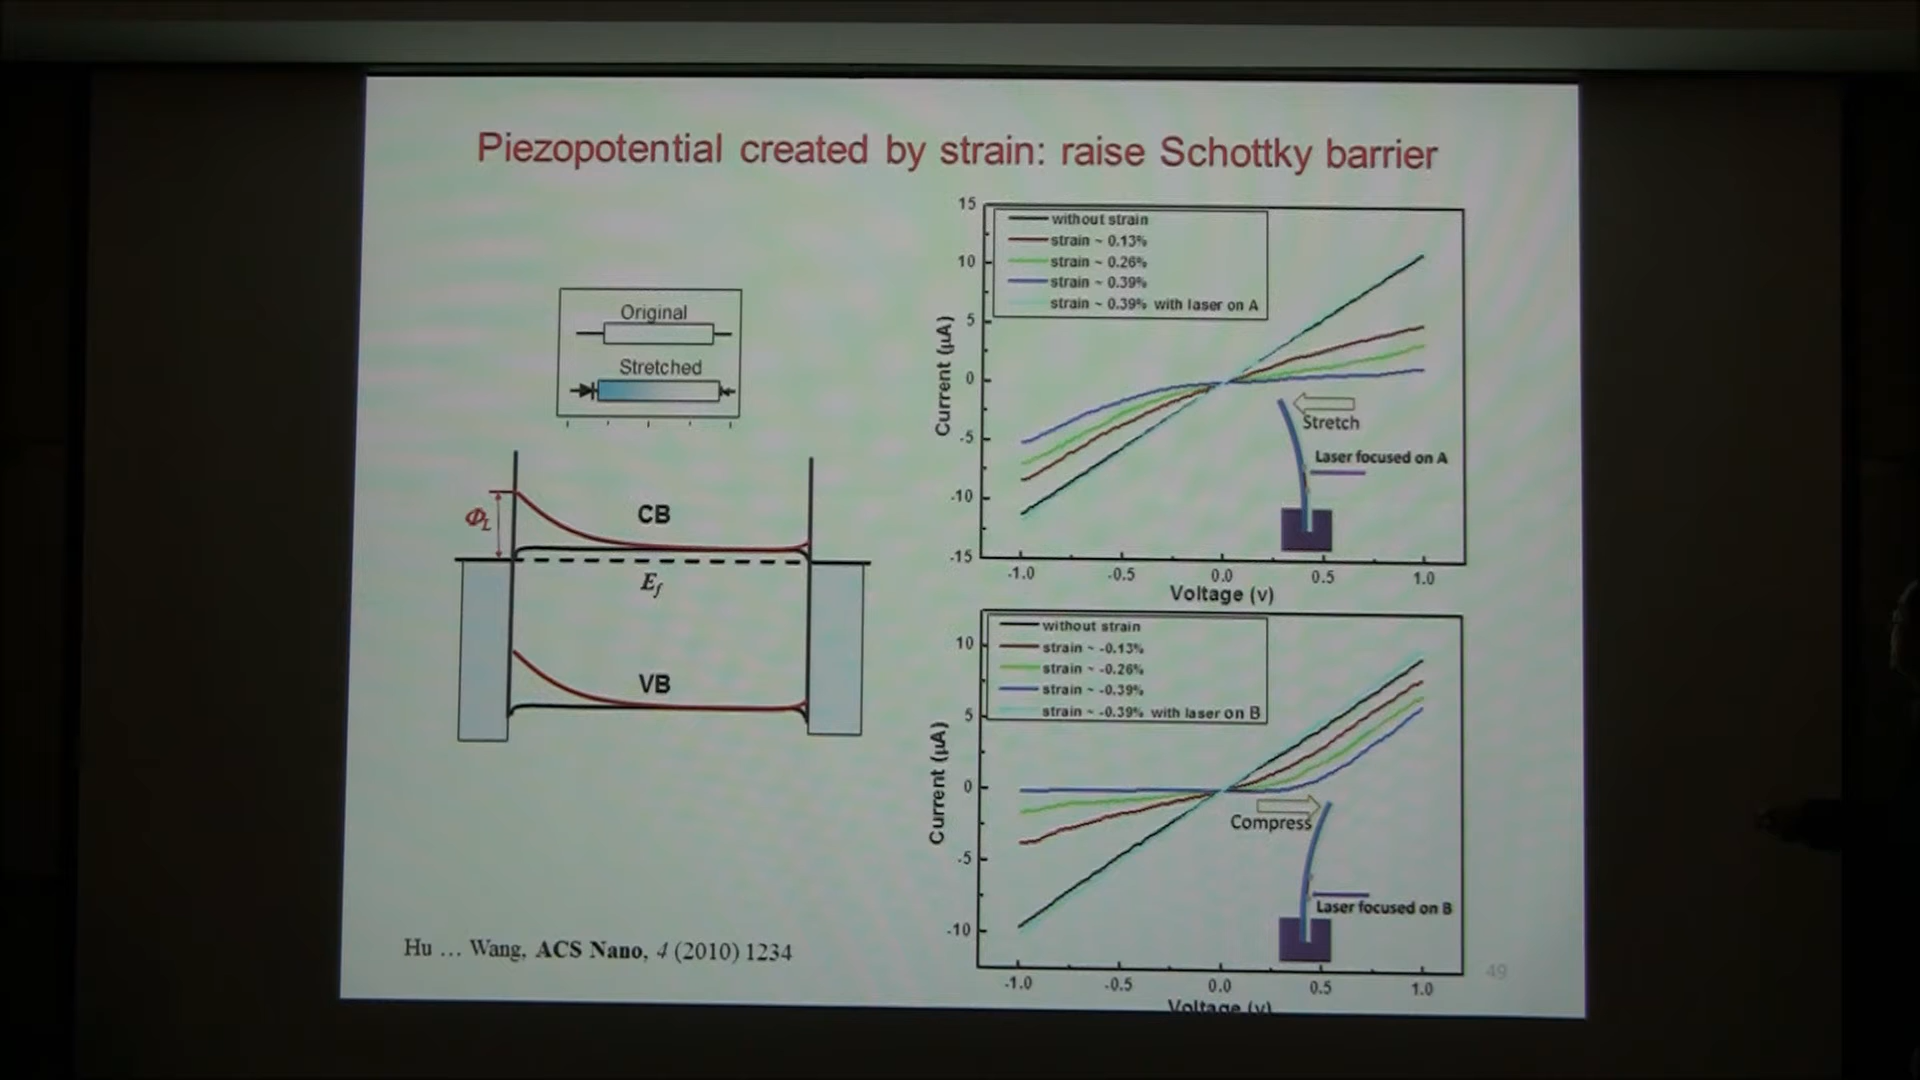 Piezopotential created by strain: raise Schottky barrier
Original
Stretched
ΦL
CB
Ef
VB
Hu … Wang, ACS Nano, 4 (2010) 1234
15
10
5
0
-5
-10
-15
Current (μA)
without strain
strain ~ 0.13%
strain ~ 0.26%
strain ~ 0.39%
strain ~ 0.39% with laser on A
Stretch
Laser focused on A
-1.0 -0.5 0.0 0.5 1.0
Voltage (v)
10
5
0
-5
-10
Current (μA)
without strain
strain ~ -0.13%
strain ~ -0.26%
strain ~ -0.39%
strain ~ -0.39% with laser on B
Compress
Laser focused on B
-1.0 -0.5 0.0 0.5 1.0
Voltage (v)
49